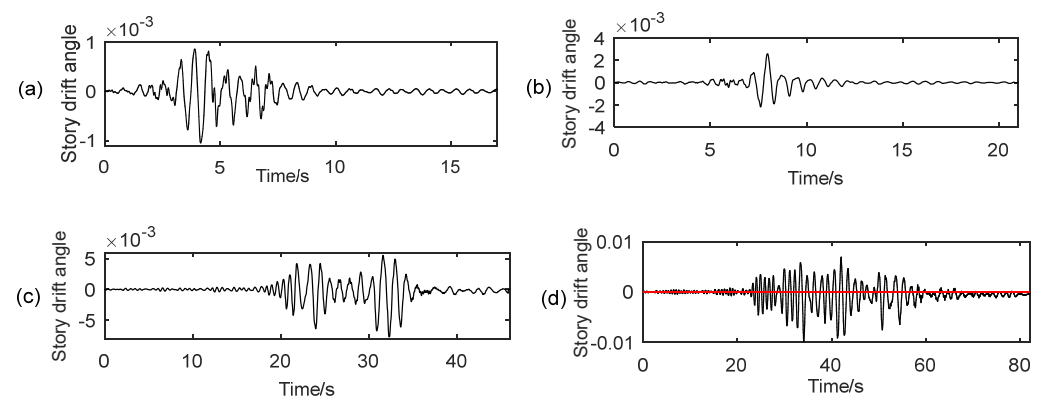 (a)
×10⁻³
Story drift angle
1
0
-1
0 5 10 15
Time/s
(b)
×10⁻³
Story drift angle
4
2
0
-2
-4
0 5 10 15 20
Time/s
(c)
×10⁻³
Story drift angle
5
0
-5
0 10 20 30 40
Time/s
(d)
Story drift angle
0.01
0
-0.01
0 20 40 60 80
Time/s